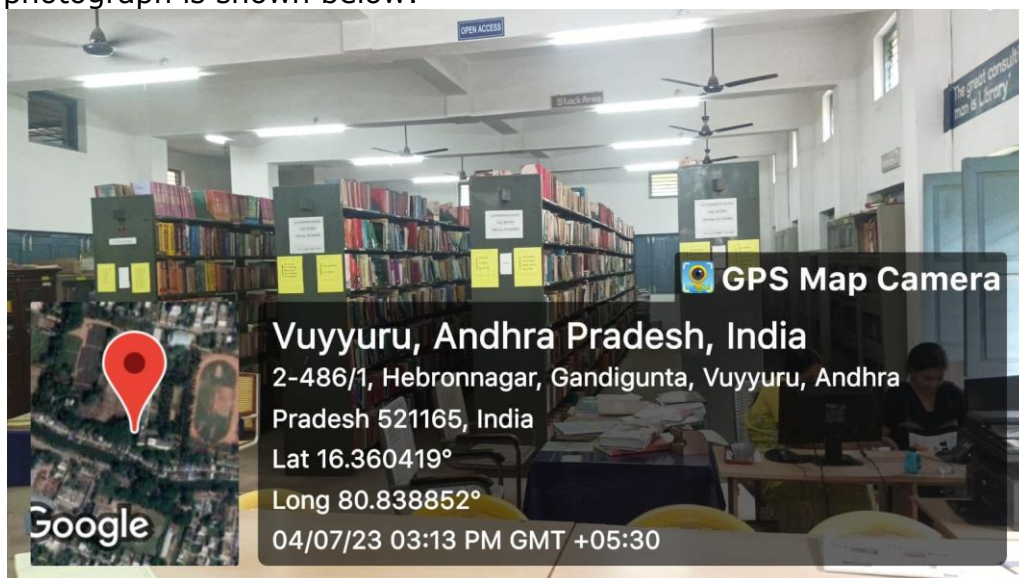 photograph is shown below.
OPEN ACCESS
Stack Area
The great consulti
man is Library"
GPS Map Camera
Vuyyuru, Andhra Pradesh, India
2-486/1, Hebronnagar, Gandigunta, Vuyyuru, Andhra
Pradesh 521165, India
Lat 16.360419°
Long 80.838852°
04/07/23 03:13 PM GMT +05:30
Google